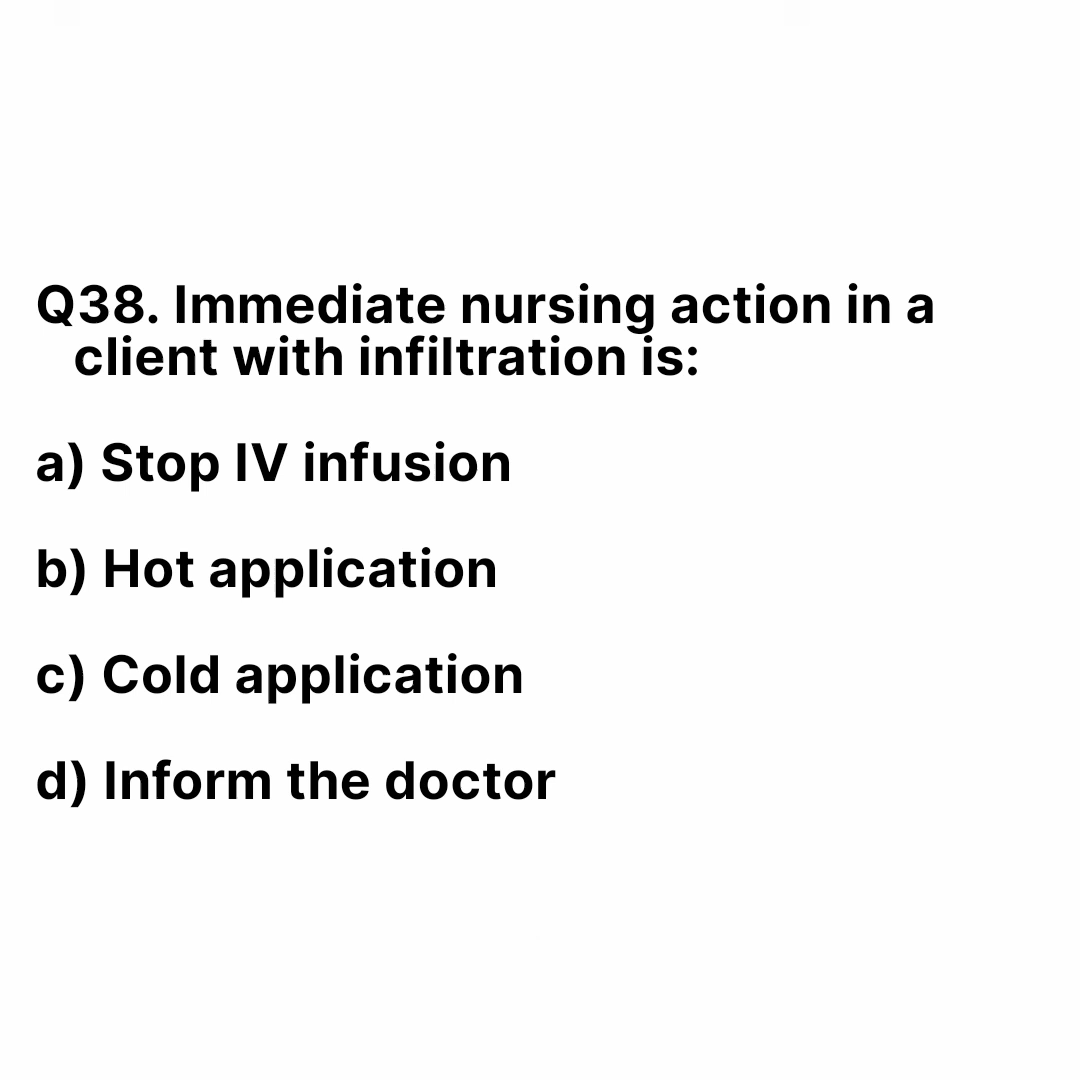 Q38. Immediate nursing action in a
client with infiltration is:
a) Stop IV infusion
b) Hot application
c) Cold application
d) Inform the doctor